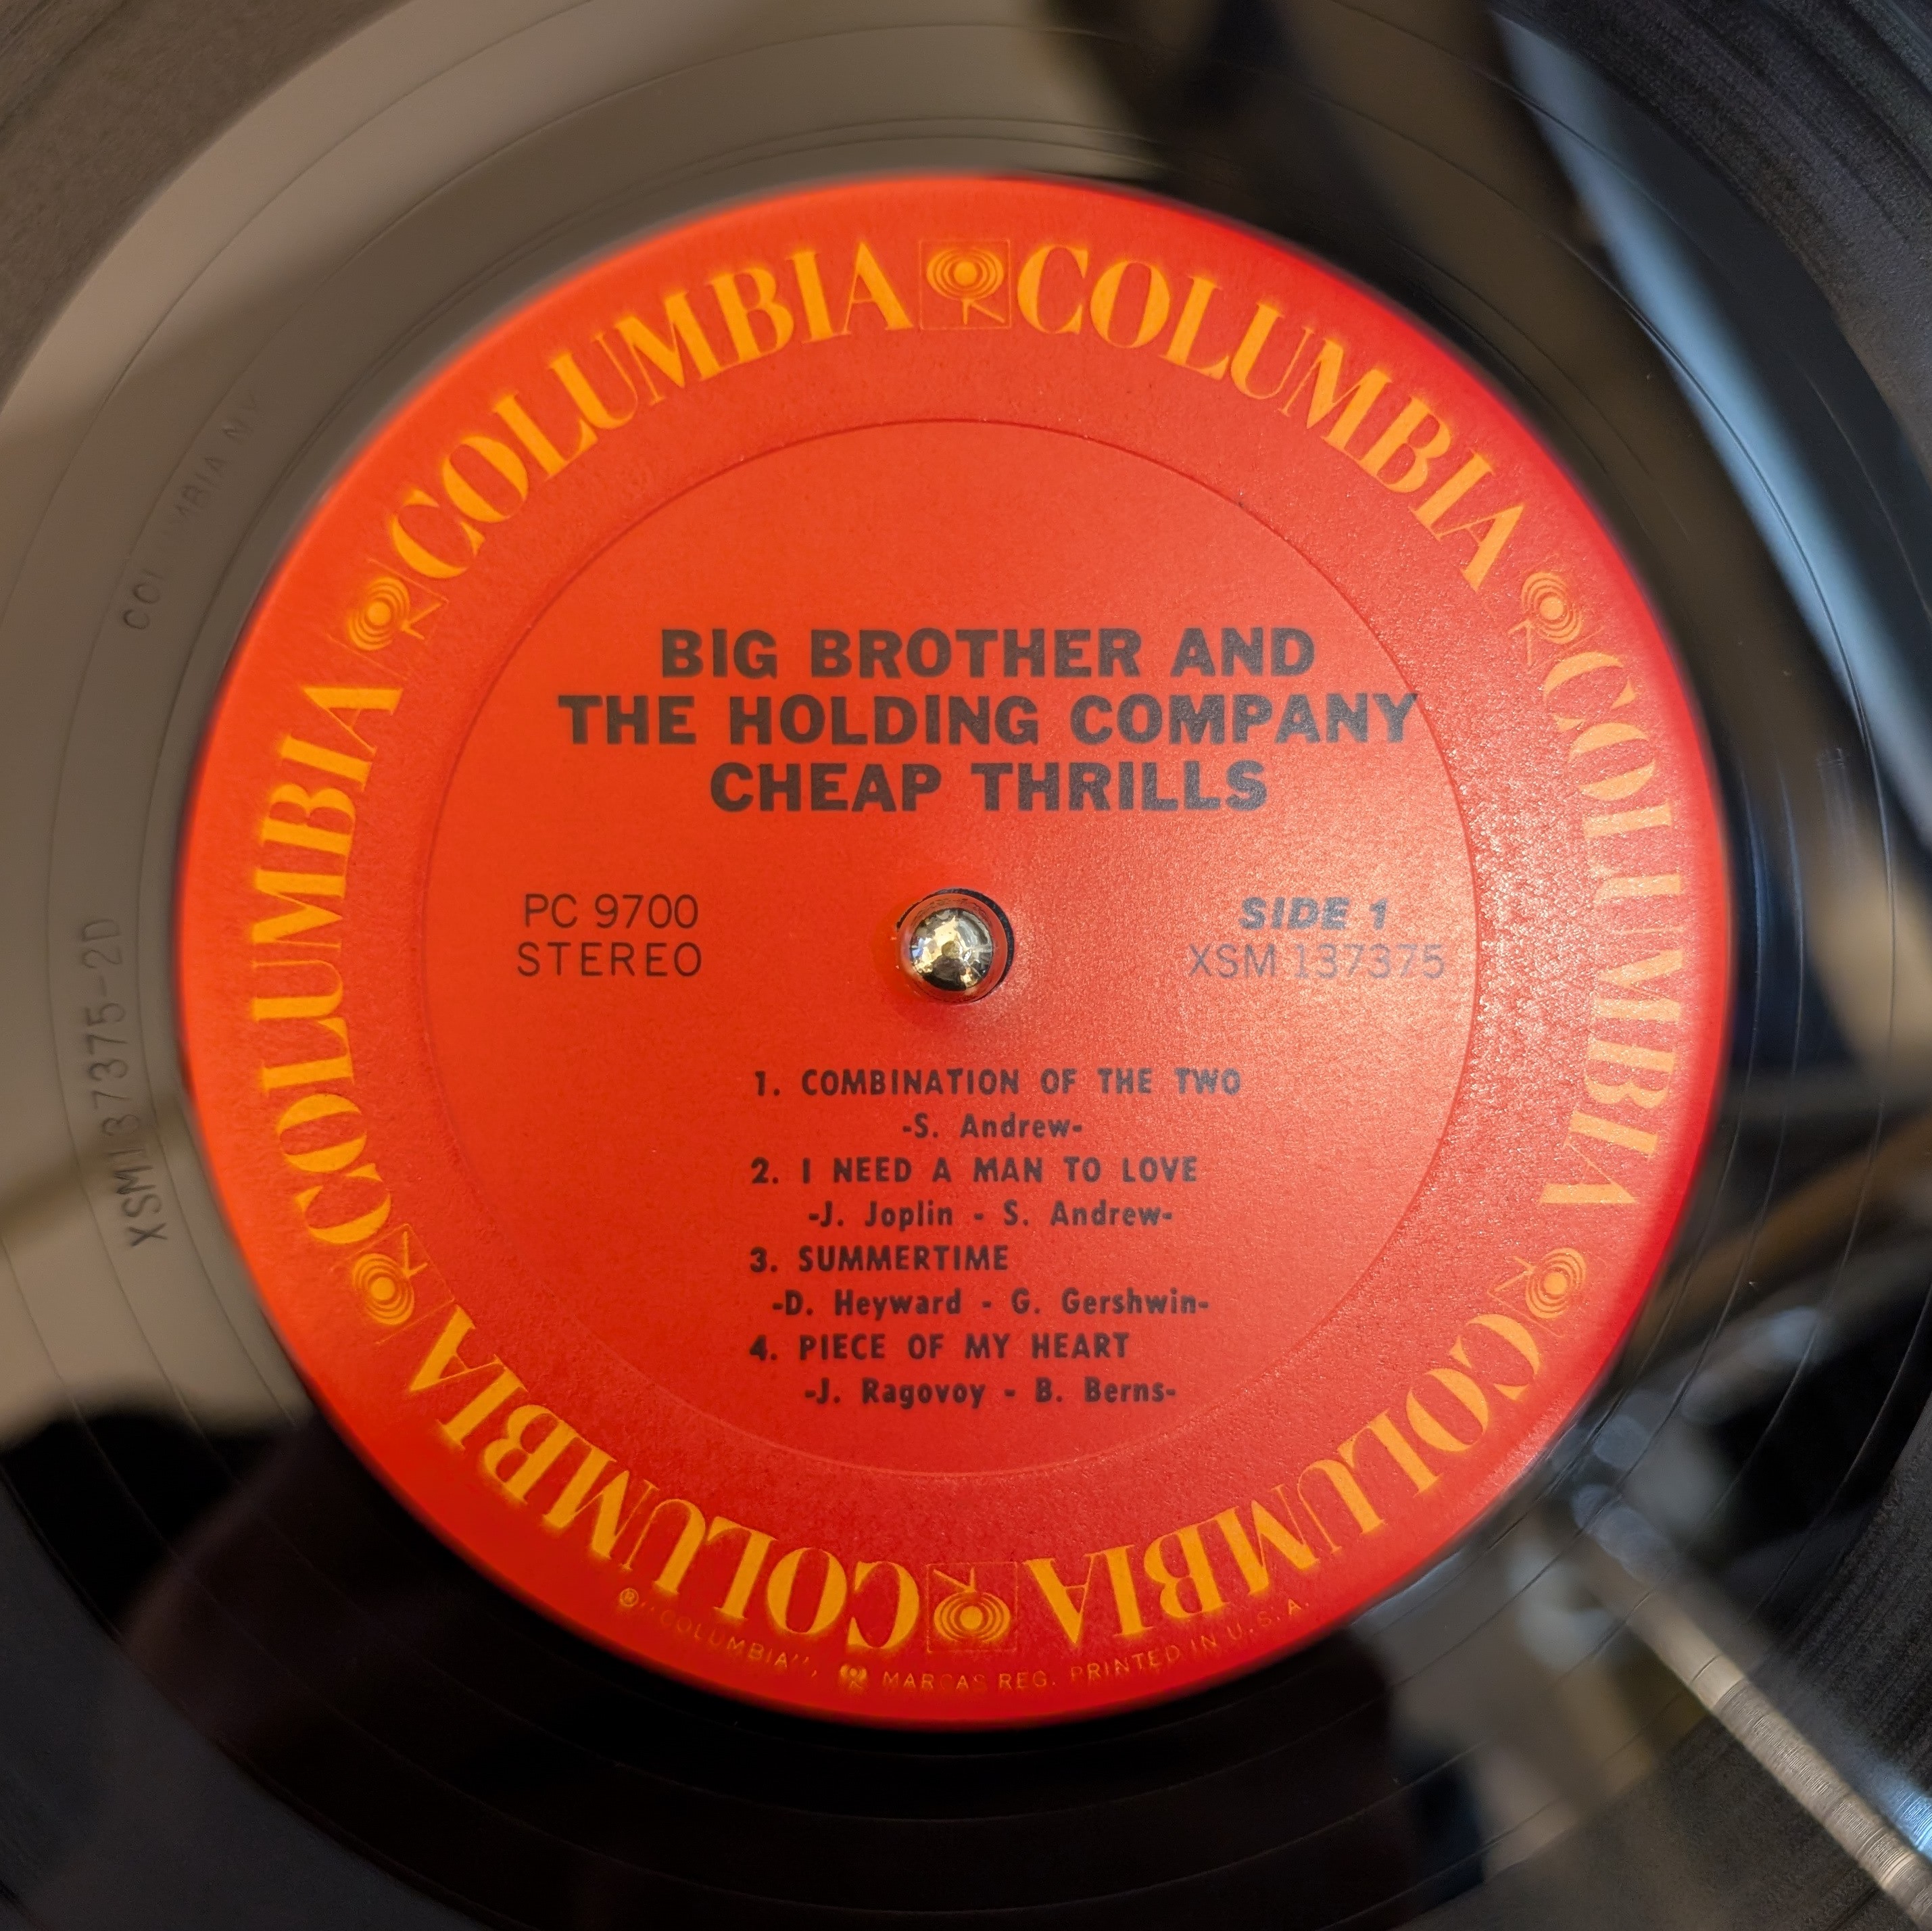 COLUMBIA COLUMBIA COLUMBIA COLUMBIA COLUMBIA COLUMBIA
BIG BROTHER AND
THE HOLDING COMPANY
CHEAP THRILLS
PC 9700
STEREO
SIDE 1
XSM 137375
1. COMBINATION OF THE TWO
-S. Andrew-
2. I NEED A MAN TO LOVE
-J. Joplin - S. Andrew-
3. SUMMERTIME
-D. Heyward - G. Gershwin-
4. PIECE OF MY HEART
-J. Ragovoy - B. Berns-
® "COLUMBIA", MARCAS REG. PRINTED IN U.S.A.
XSM137375-2D
COLUMBIA NY